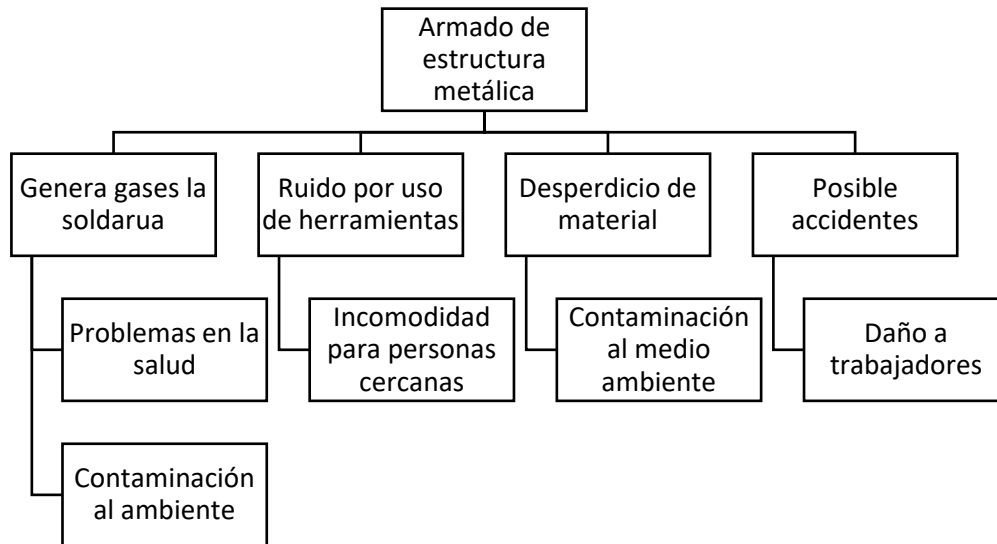 Armado de
estructura
metálica
Genera gases la
soldarua
Ruido por uso
de herramientas
Desperdicio de
material
Posible
accidentes
Problemas en la
salud
Incomodidad
para personas
cercanas
Contaminación
al medio
ambiente
Daño a
trabajadores
Contaminación
al ambiente